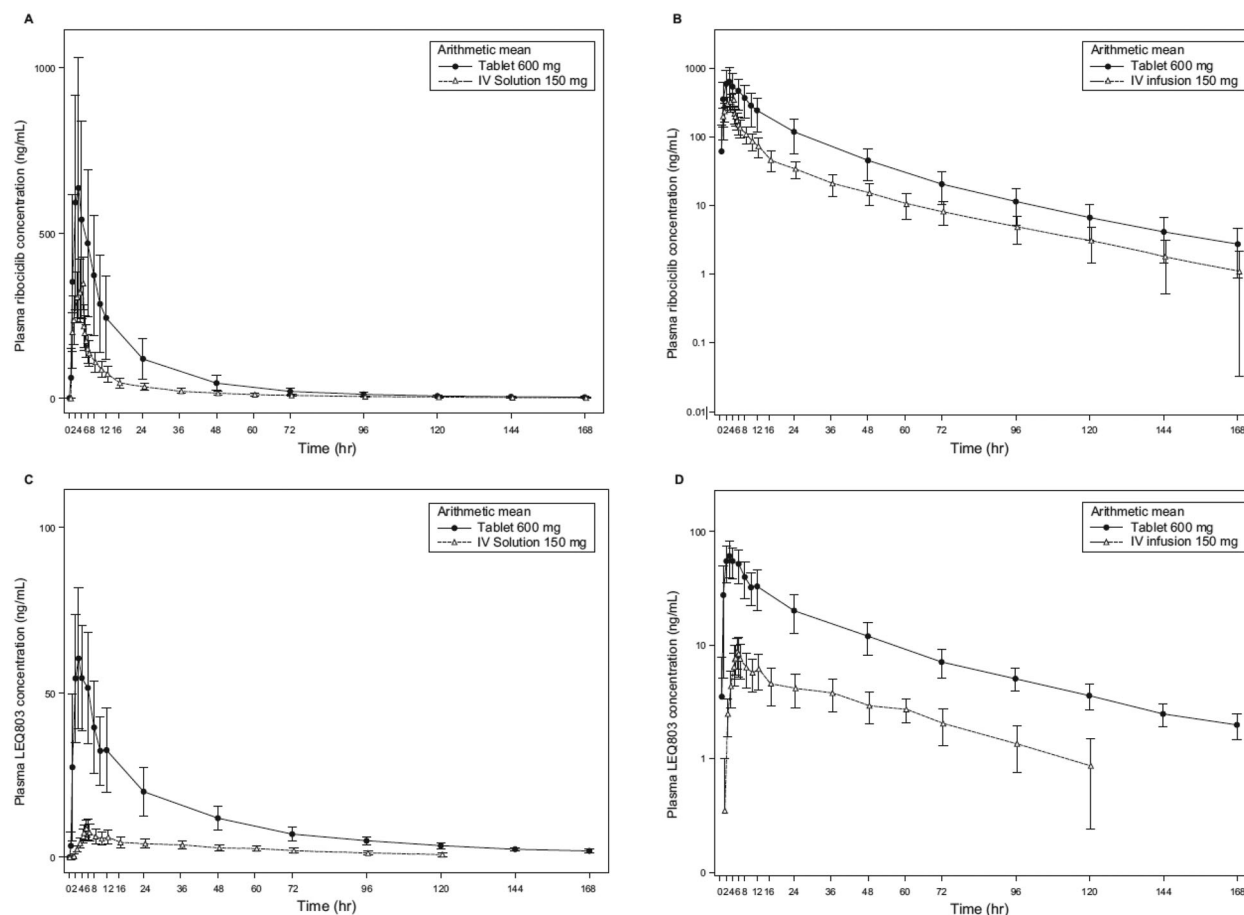 A
Arithmetic mean
Tablet 600 mg
IV Solution 150 mg
Plasma ribociclib concentration (ng/mL)
1000
500
0
0 2 4 6 8 12 16 24 36 48 60 72 96 120 144 168
Time (hr)
B
Arithmetic mean
Tablet 600 mg
IV infusion 150 mg
Plasma ribociclib concentration (ng/mL)
1000
100
10
1
0.1
0.01
0 2 4 6 8 12 16 24 36 48 60 72 96 120 144 168
Time (hr)
C
Arithmetic mean
Tablet 600 mg
IV Solution 150 mg
Plasma LEQ803 concentration (ng/mL)
100
50
0
0 2 4 6 8 12 16 24 36 48 60 72 96 120 144 168
Time (hr)
D
Arithmetic mean
Tablet 600 mg
IV infusion 150 mg
Plasma LEQ803 concentration (ng/mL)
100
10
1
0
0 2 4 6 8 12 16 24 36 48 60 72 96 120 144 168
Time (hr)